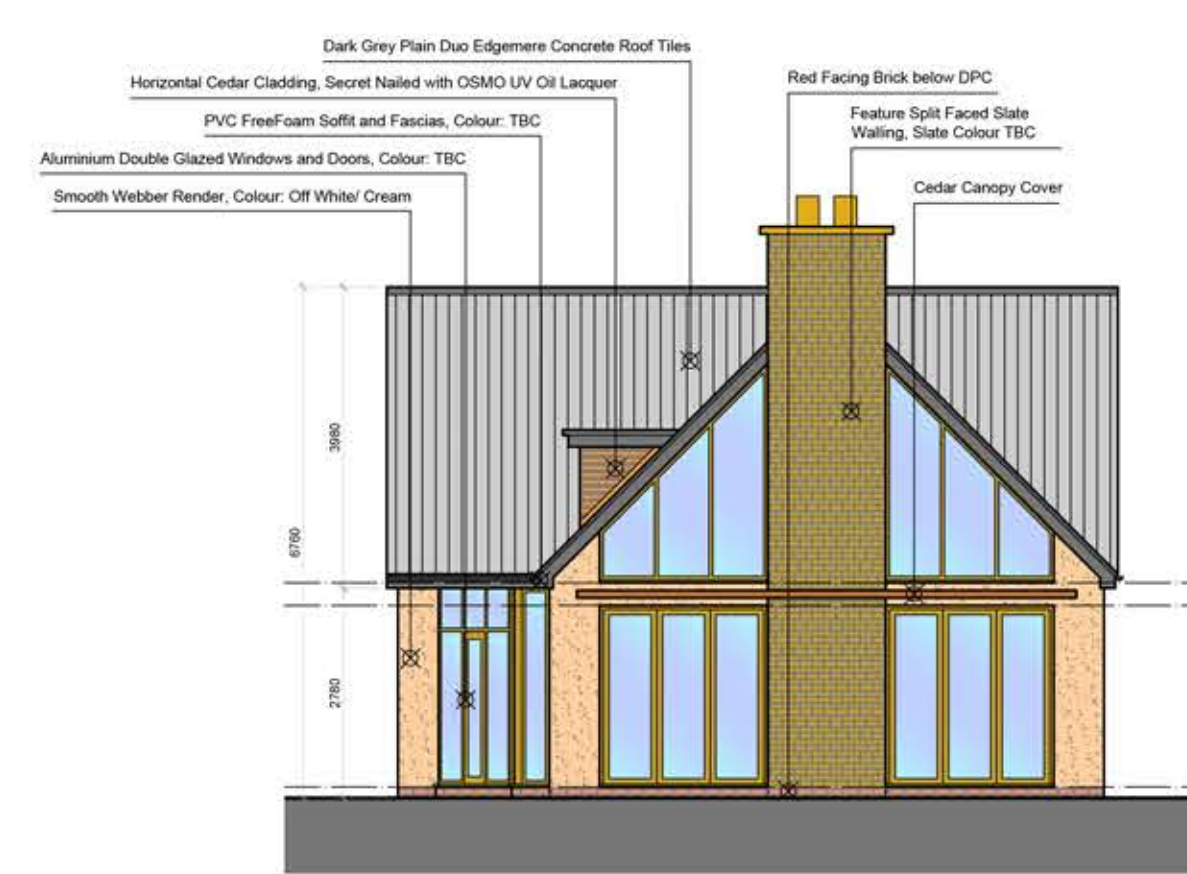 Dark Grey Plain Duo Edgemere Concrete Roof Tiles
Horizontal Cedar Cladding, Secret Nailed with OSMO UV Oil Lacquer
PVC FreeFoam Soffit and Fascias, Colour: TBC
Aluminium Double Glazed Windows and Doors, Colour: TBC
Smooth Webber Render, Colour: Off White/ Cream
Red Facing Brick below DPC
Feature Split Faced Slate
Walling, Slate Colour TBC
Cedar Canopy Cover
3980
6760
2780